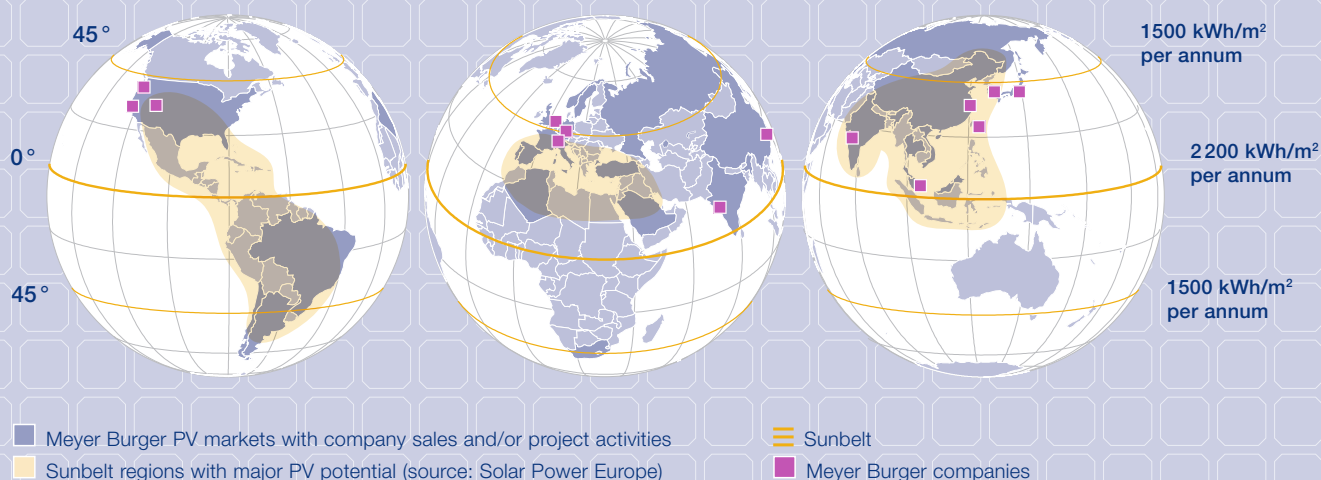 45°
1500 kWh/m²
per annum
0°
2 200 kWh/m²
per annum
45°
1500 kWh/m²
per annum
Meyer Burger PV markets with company sales and/or project activities
Sunbelt
Sunbelt regions with major PV potential (source: Solar Power Europe)
Meyer Burger companies